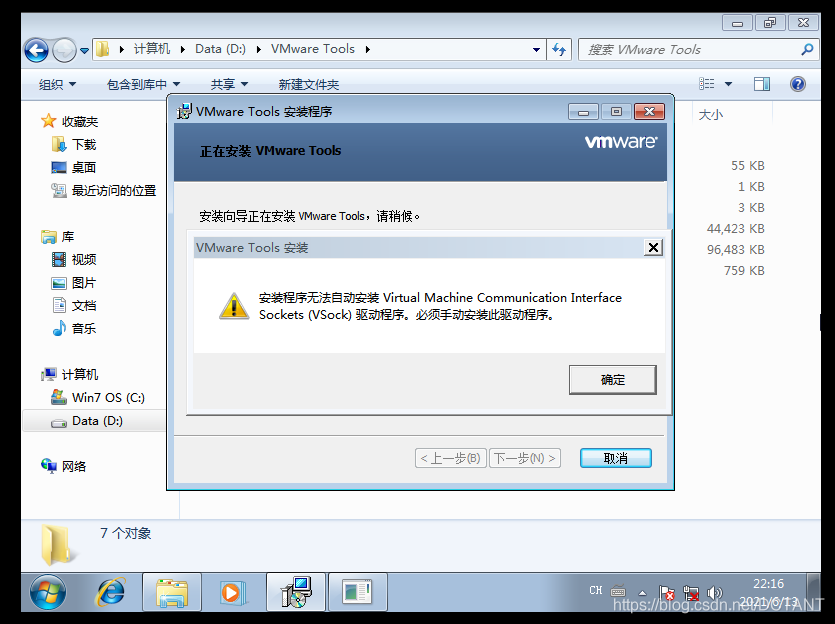 计算机 Data (D:) VMware Tools
搜索 VMware Tools
组织 包含到库中 共享 新建文件夹
VMware Tools 安装程序
正在安装 VMware Tools
vmware
安装向导正在安装 VMware Tools，请稍候。
VMware Tools 安装
安装程序无法自动安装 Virtual Machine Communication Interface
Sockets (VSock) 驱动程序。必须手动安装此驱动程序。
确定
< 上一步(B) 下一步(N) > 取消
收藏夹
下载
桌面
最近访问的位置
库
视频
图片
文档
音乐
计算机
Win7 OS (C:)
Data (D:)
网络
大小
55 KB
1 KB
3 KB
44,423 KB
96,483 KB
759 KB
7 个对象
CH
22:16
2021/6/13
https://blog.csdn.net/DOTANT